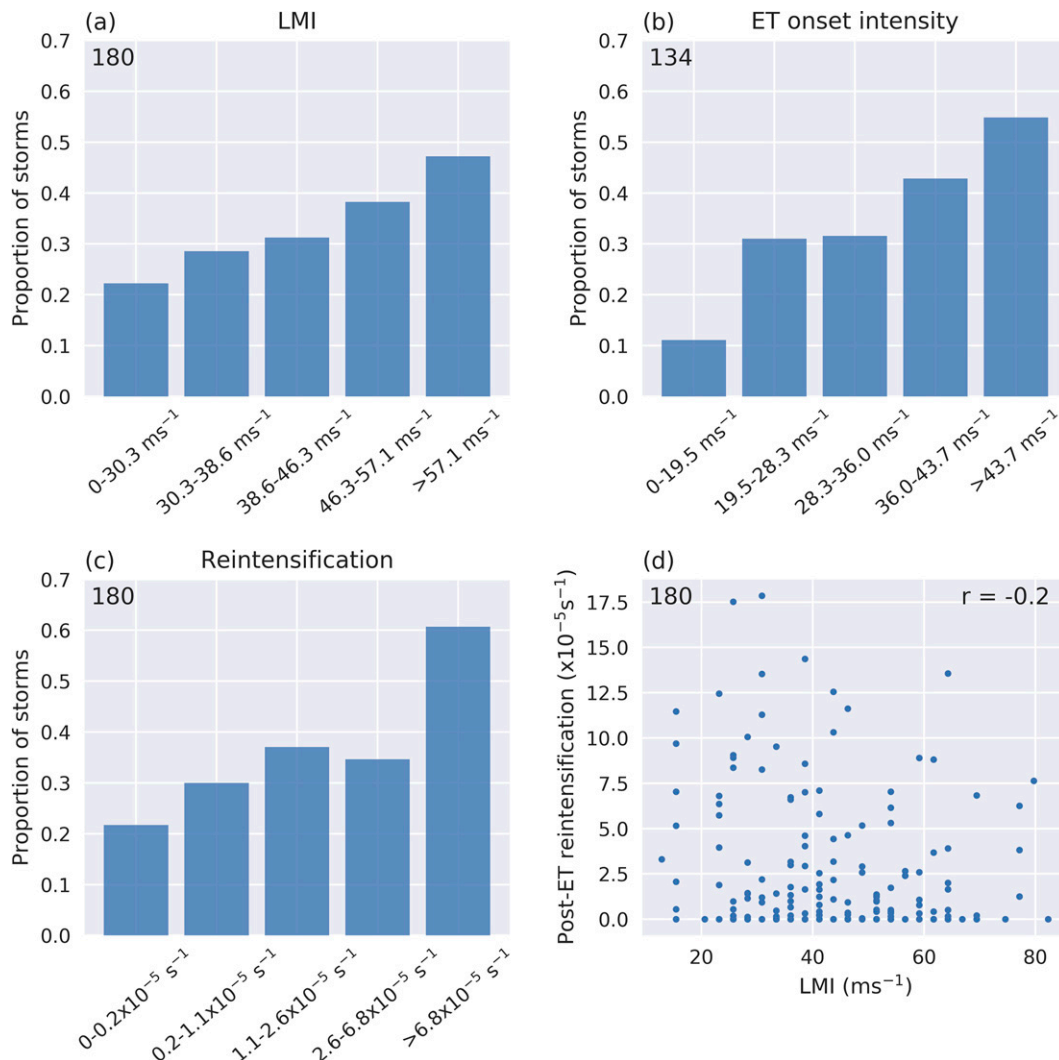 (a) LMI
180
0.7
0.6
0.5
0.4
0.3
0.2
0.1
0.0
Proportion of storms
0-30.3 ms⁻¹
30.3-38.6 ms⁻¹
38.6-46.3 ms⁻¹
46.3-57.1 ms⁻¹
>57.1 ms⁻¹
(b) ET onset intensity
134
0.7
0.6
0.5
0.4
0.3
0.2
0.1
0.0
Proportion of storms
0-19.5 ms⁻¹
19.5-28.3 ms⁻¹
28.3-36.0 ms⁻¹
36.0-43.7 ms⁻¹
>43.7 ms⁻¹
(c) Reintensification
180
0.7
0.6
0.5
0.4
0.3
0.2
0.1
0.0
Proportion of storms
0-0.2x10⁻⁵ s⁻¹
0.2-1.1x10⁻⁵ s⁻¹
1.1-2.6x10⁻⁵ s⁻¹
2.6-6.8x10⁻⁵ s⁻¹
>6.8x10⁻⁵ s⁻¹
(d)
180 r = -0.2
17.5
15.0
12.5
10.0
7.5
5.0
2.5
0.0
Post-ET reintensification (x10⁻⁵s⁻¹)
20 40 60 80
LMI (ms⁻¹)